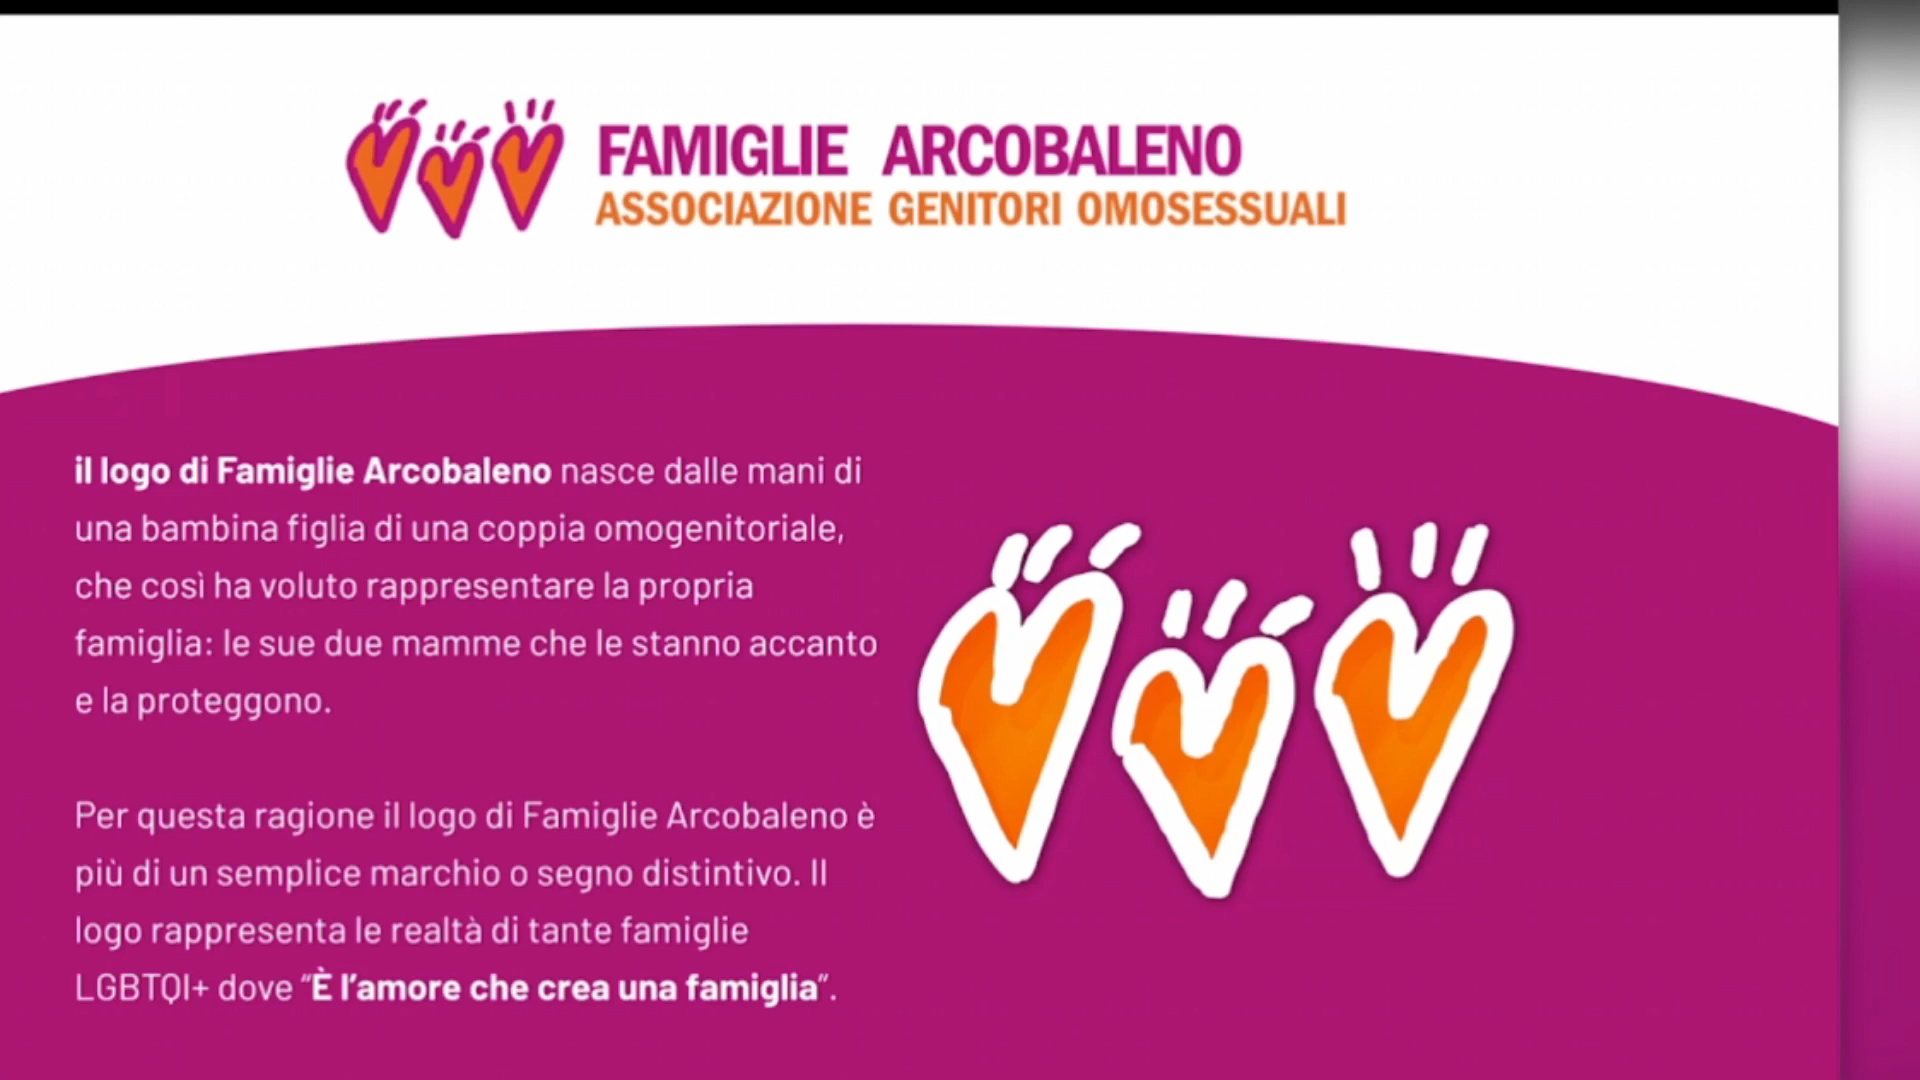 FAMIGLIE ARCOBALENO
ASSOCIAZIONE GENITORI OMOSESSUALI
il logo di Famiglie Arcobaleno nasce dalle mani di
una bambina figlia di una coppia omogenitoriale,
che così ha voluto rappresentare la propria
famiglia: le sue due mamme che le stanno accanto
e la proteggono.
Per questa ragione il logo di Famiglie Arcobaleno è
più di un semplice marchio o segno distintivo. Il
logo rappresenta le realtà di tante famiglie
LGBTQI+ dove “È l’amore che crea una famiglia”.